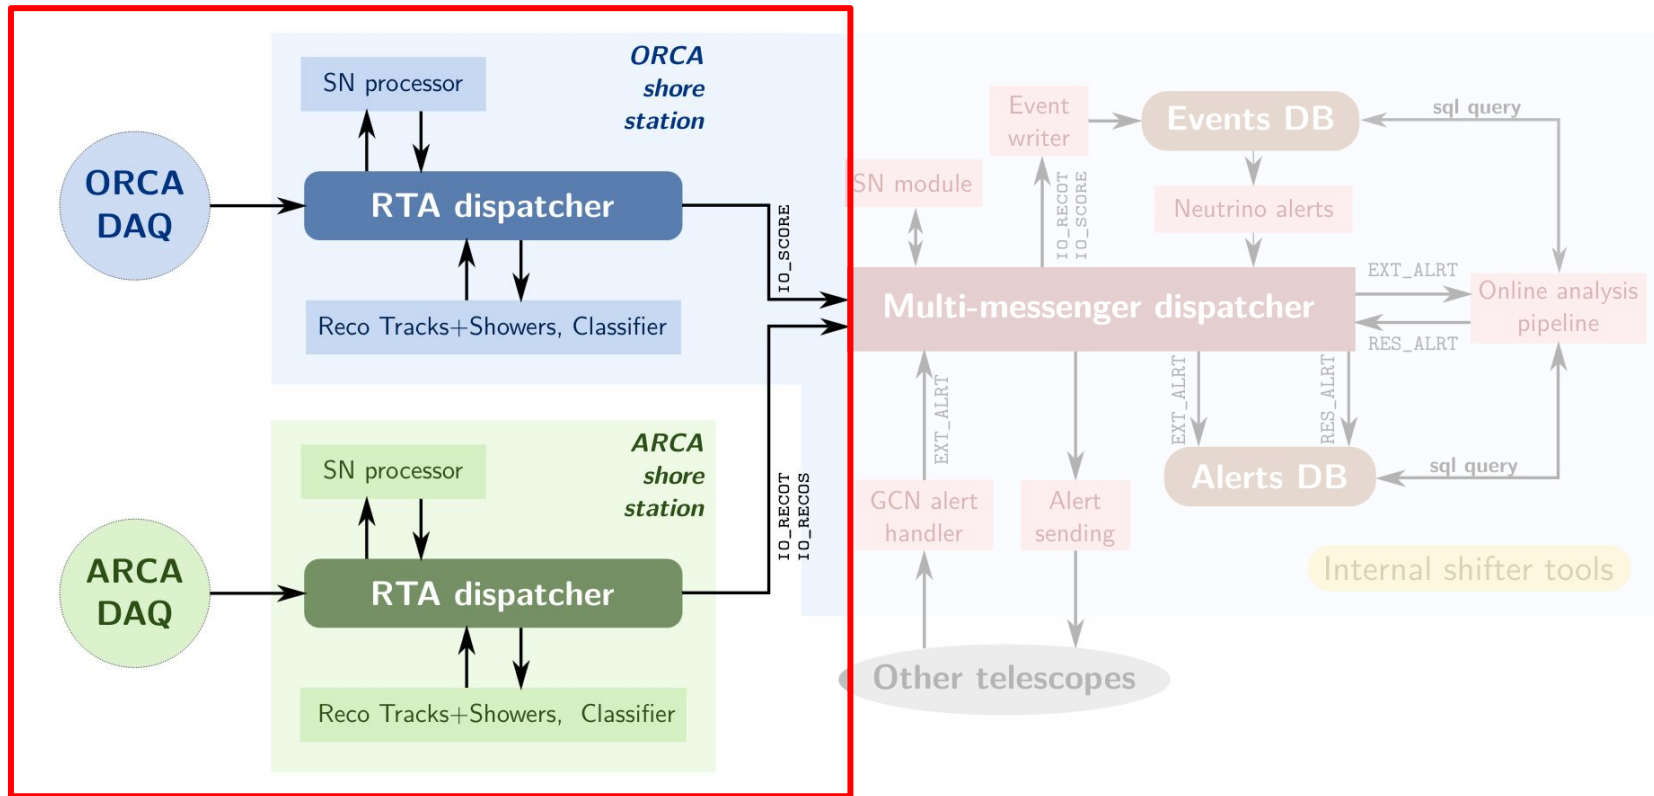 ORCA
shore
station
SN processor
ORCA
DAQ
RTA dispatcher
IO_SCORE
Reco Tracks+Showers, Classifier
ARCA
shore
station
SN processor
ARCA
DAQ
RTA dispatcher
IO_RECOT
IO_RECOS
Reco Tracks+Showers, Classifier
Event
writer
Events DB
sql query
SN module
IO_RECOT
IO_SCORE
Neutrino alerts
Multi-messenger dispatcher
EXT_ALRT
Online analysis
pipeline
RES_ALRT
EXT_ALRT
EXT_ALRT
RES_ALRT
GCN alert
handler
Alert
sending
Alerts DB
sql query
Internal shifter tools
Other telescopes